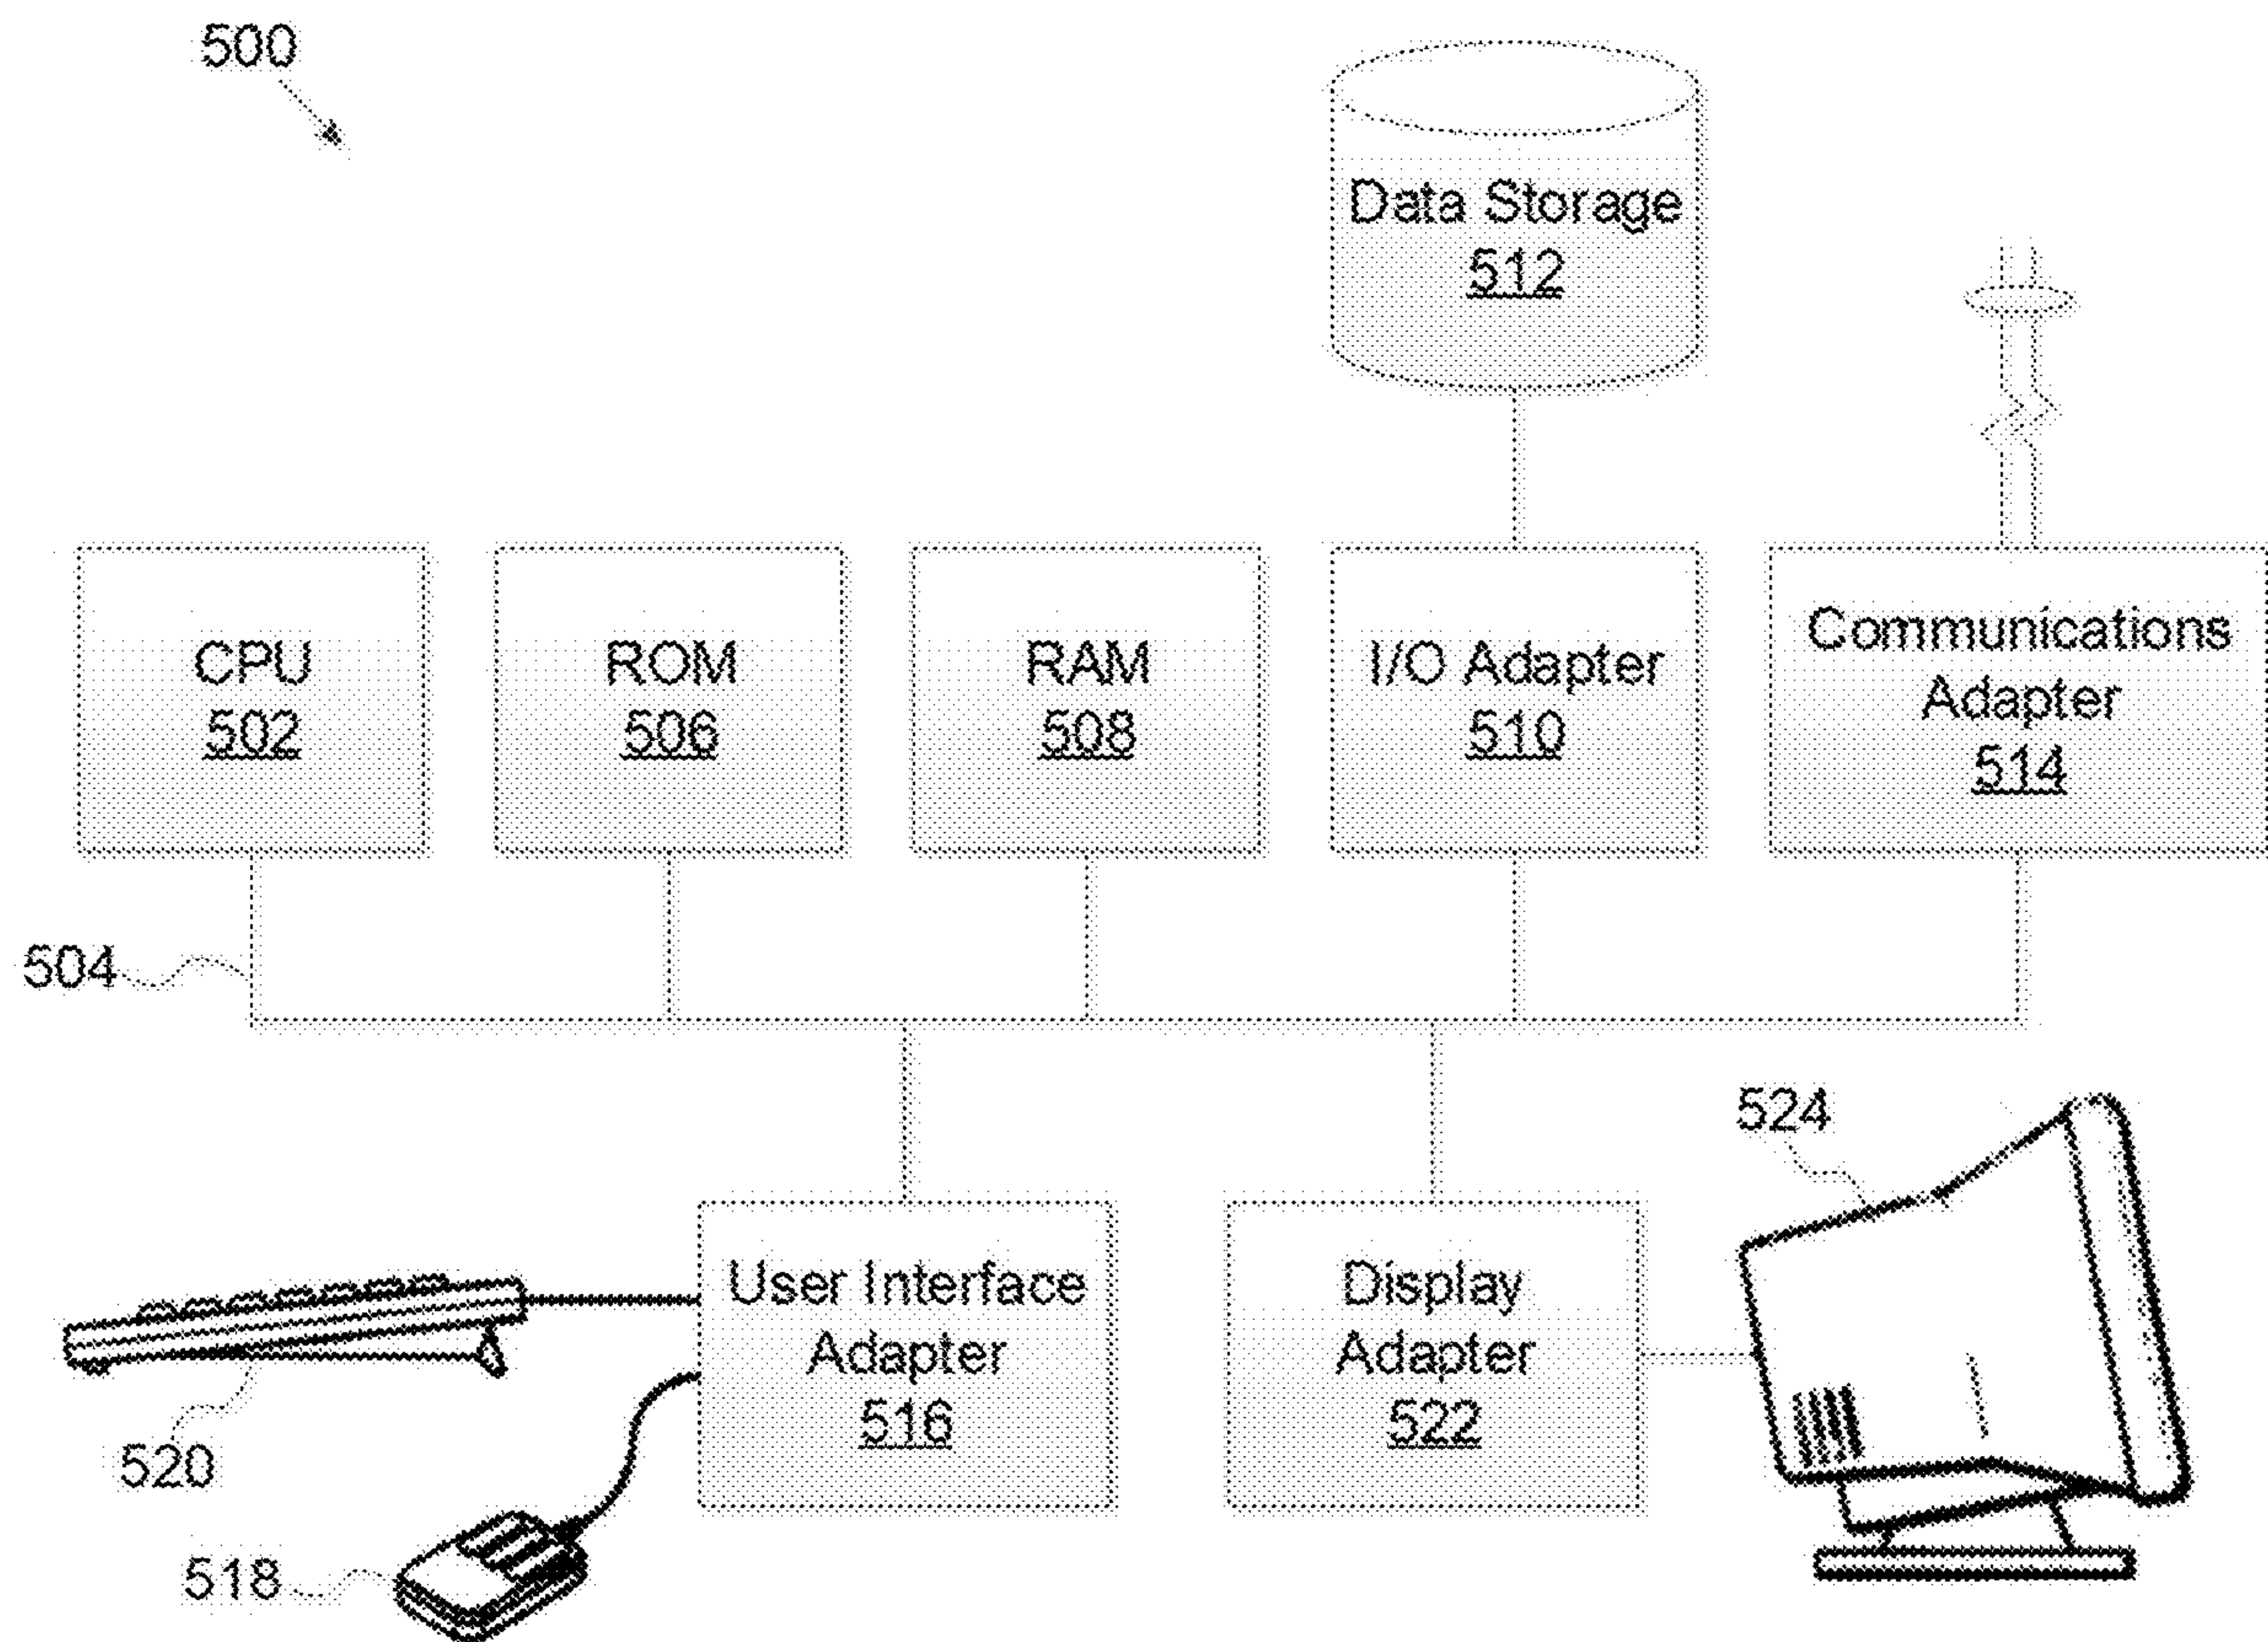 500
Data Storage
512
CPU
502
ROM
506
RAM
508
I/O Adapter
510
Communications
Adapter
514
504
524
User Interface
Adapter
516
Display
Adapter
522
520
518